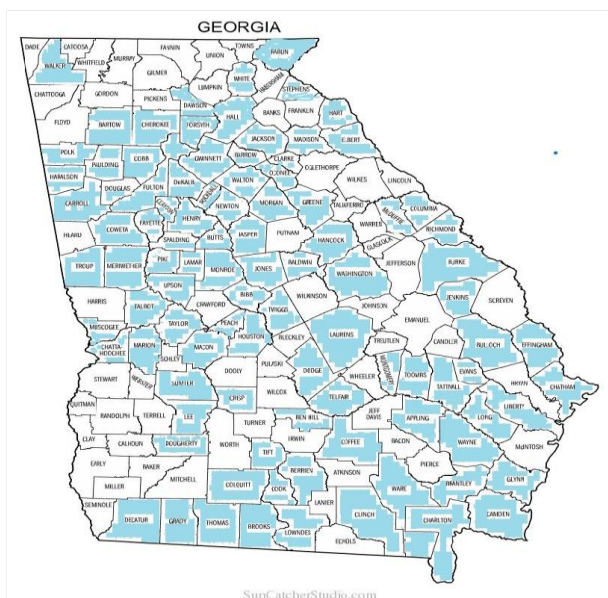 GEORGIA
DADE CATOOSA FANNIN TOWNS RABUN
WALKER WHITFIELD MURRAY UNION
GILMER LUMPKIN WHITE HABERSHAM
CHATTOOGA GORDON PICKENS DAWSON STEPHENS
FLOYD BARTOW CHEROKEE FORSYTH HALL BANKS FRANKLIN HART
JACKSON MADISON ELBERT
POLK PAULDING COBB GWINNETT BARROW CLARKE
HARALSON DOUGLAS FULTON DEKALB WALTON OCONEE OGLETHORPE WILKES LINCOLN
CARROLL CLAYTON ROCKDALE NEWTON MORGAN GREENE TALIAFERRO MCDUFFIE COLUMBIA
FAYETTE HENRY WARREN RICHMOND
HEARD COWETA SPALDING BUTTS JASPER PUTNAM HANCOCK GLASCOCK
TROUP MERIWETHER PIKE LAMAR MONROE JONES BALDWIN WASHINGTON JEFFERSON BURKE
UPSON
HARRIS TALBOT CRAWFORD BIBB TWIGGS WILKINSON JOHNSON JENKINS SCREVEN
MUSCOGEE TAYLOR PEACH EMANUEL
CHATTA-
HOOCHEE MARION MACON HOUSTON BLECKLEY LAURENS TREUTLEN CANDLER BULLOCH EFFINGHAM
SCHLEY
STEWART WEBSTER SUMTER DOOLY PULASKI DODGE WHEELER MONTGOMERY TOOMBS TATTNALL EVANS BRYAN CHATHAM
QUITMAN RANDOLPH TERRELL LEE CRISP WILCOX TELFAIR
TURNER BEN HILL JEFF
DAVIS APPLING LONG LIBERTY
CLAY CALHOUN DOUGHERTY WORTH IRWIN COFFEE BACON WAYNE McINTOSH
EARLY BAKER TIFT PIERCE
MILLER MITCHELL COLQUITT COOK BERRIEN ATKINSON WARE BRANTLEY GLYNN
SEMINOLE LANIER
DECATUR GRADY THOMAS BROOKS LOWNDES CLINCH CHARLTON CAMDEN
ECHOLS
SunCatcherStudio.com